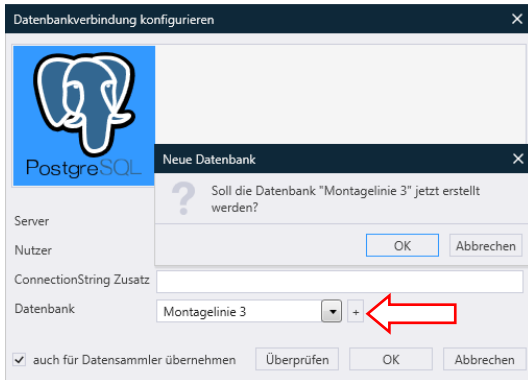 Datenbankverbindung konfigurieren
PostgreSQL
Neue Datenbank
Soll die Datenbank "Montagelinie 3" jetzt erstellt
werden?
OK Abbrechen
Server
Nutzer
ConnectionString Zusatz
Datenbank Montagelinie 3 +
auch für Datensammler übernehmen Überprüfen OK Abbrechen